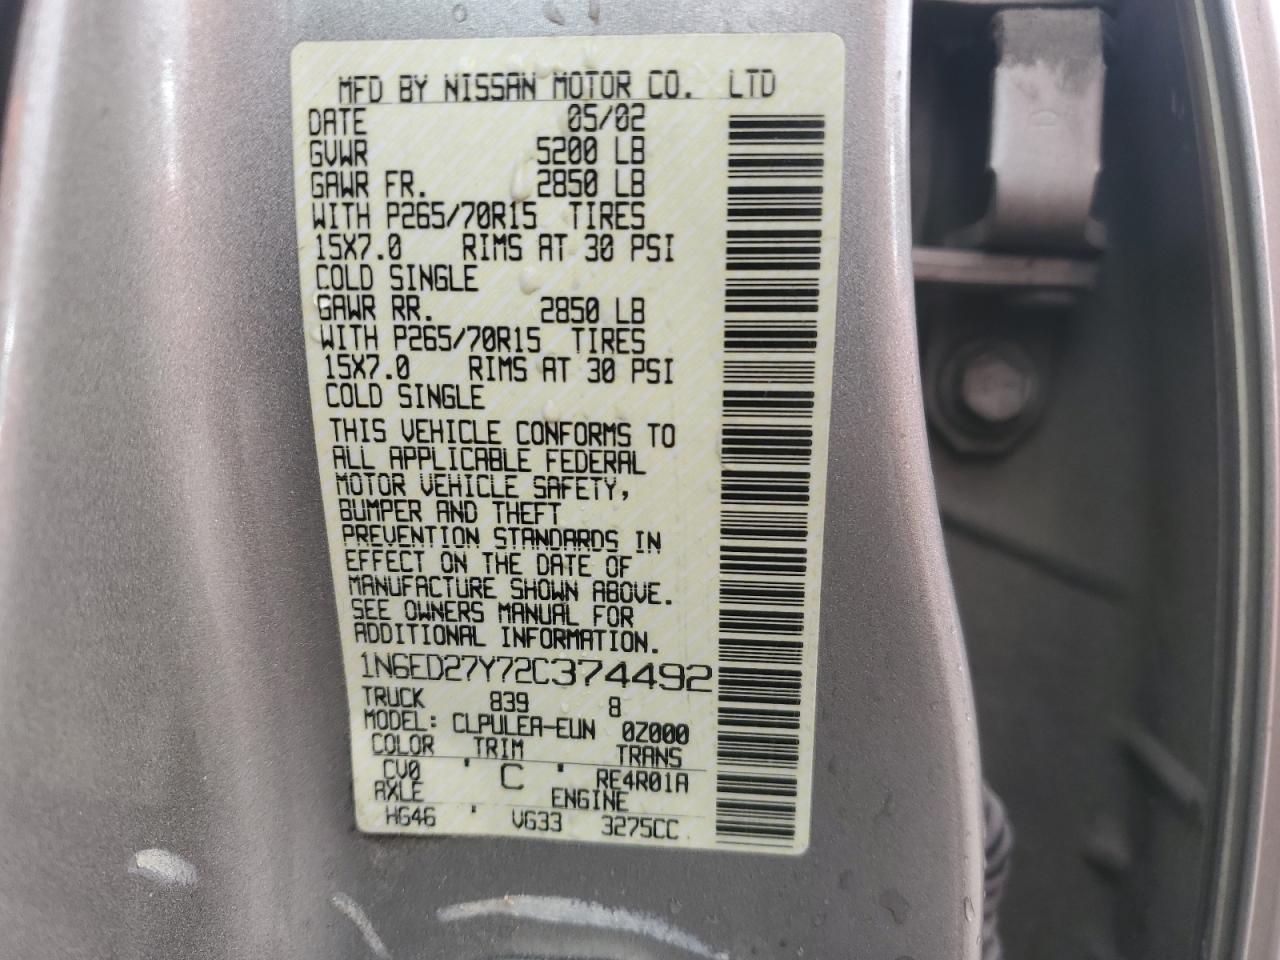 MFD BY NISSAN MOTOR CO. LTD
DATE 05/02
GVWR 5200 LB
GAWR FR. 2850 LB
WITH P265/70R15 TIRES
15X7.0 RIMS AT 30 PSI
COLD SINGLE
GAWR RR. 2850 LB
WITH P265/70R15 TIRES
15X7.0 RIMS AT 30 PSI
COLD SINGLE
THIS VEHICLE CONFORMS TO
ALL APPLICABLE FEDERAL
MOTOR VEHICLE SAFETY,
BUMPER AND THEFT
PREVENTION STANDARDS IN
EFFECT ON THE DATE OF
MANUFACTURE SHOWN ABOVE.
SEE OWNERS MANUAL FOR
ADDITIONAL INFORMATION.
1N6ED27Y72C374492
TRUCK 839 8
MODEL: CLPULEA-EUN 0Z000
COLOR TRIM TRANS
CV0 ' C ' RE4R01A
AXLE ENGINE
HG46 ' VG33 3275CC